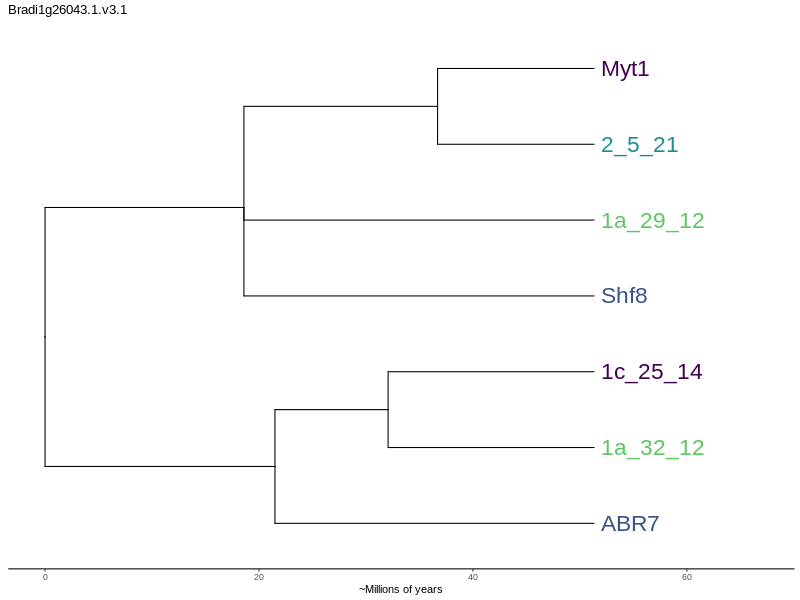 Bradi1g26043.1.v3.1
Myt1
2_5_21
1a_29_12
Shf8
1c_25_14
1a_32_12
ABR7
0 20 40 60
~Millions of years